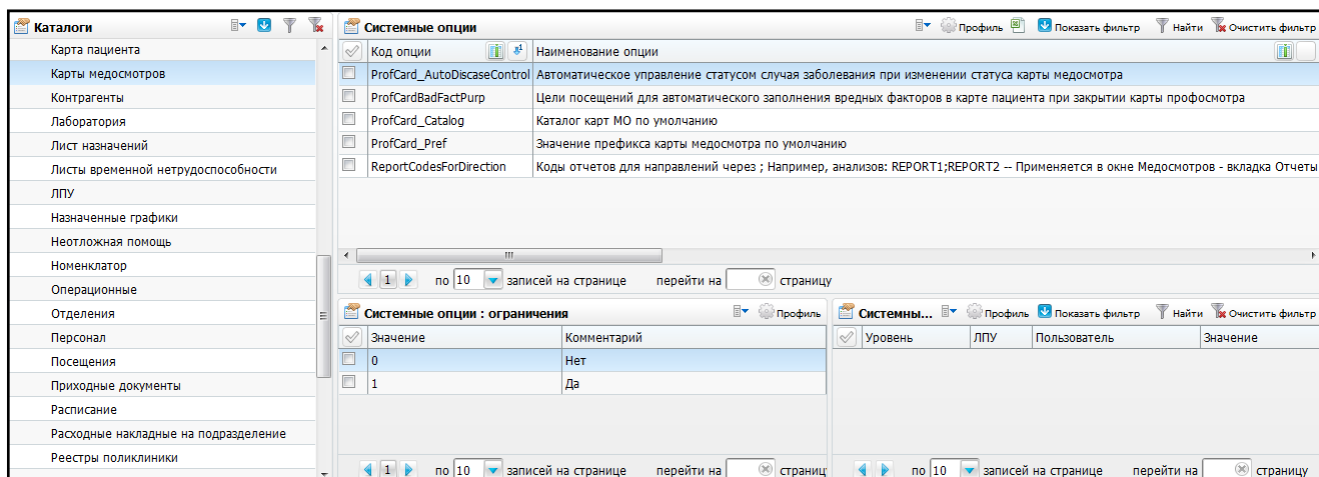 Каталоги
Карта пациента
Карты медосмотров
Контрагенты
Лаборатория
Лист назначений
Листы временной нетрудоспособности
ЛПУ
Назначенные графики
Неотложная помощь
Номенклатор
Операционные
Отделения
Персонал
Посещения
Приходные документы
Расписание
Расходные накладные на подразделение
Реестры поликлиники
Системные опции Профиль Показать фильтр Найти Очистить фильтр
Код опции Наименование опции
ProfCard_AutoDiscaseControl Автоматическое управление статусом случая заболевания при изменении статуса карты медосмотра
ProfCardBadFactPurp Цели посещений для автоматического заполнения вредных факторов в карте пациента при закрытии карты профосмотра
ProfCard_Catalog Каталог карт МО по умолчанию
ProfCard_Pref Значение префикса карты медосмотра по умолчанию
ReportCodesForDirection Коды отчетов для направлений через ; Например, анализов: REPORT1;REPORT2 -- Применяется в окне Медосмотров - вкладка Отчеты
1 по 10 записей на странице перейти на страницу
Системные опции : ограничения Профиль
Значение Комментарий
0 Нет
1 Да
1 по 10 записей на странице перейти на страниц
Системны... Профиль Показать фильтр Найти Очистить фильтр
Уровень ЛПУ Пользователь Значение
по 10 записей на странице перейти на страницу